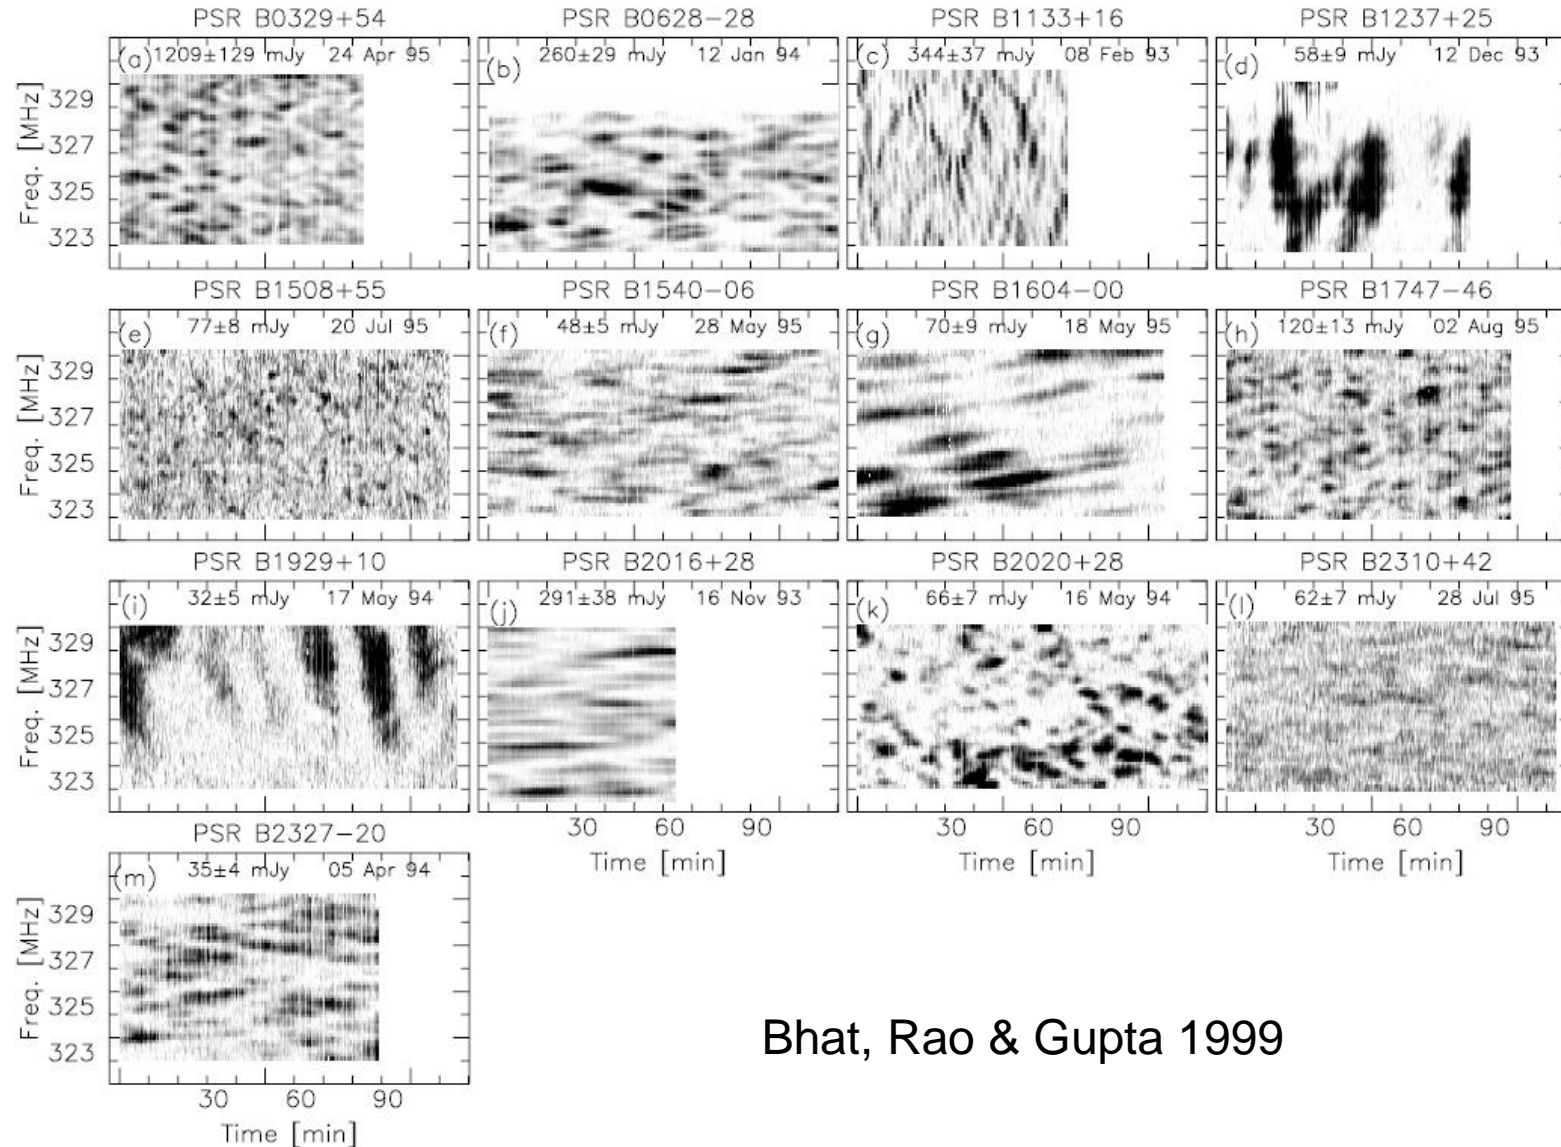 PSR B0329+54
PSR B0628−28
PSR B1133+16
PSR B1237+25
(a) 1209±129 mJy 24 Apr 95
(b) 260±29 mJy 12 Jan 94
(c) 344±37 mJy 08 Feb 93
(d) 58±9 mJy 12 Dec 93
Freq. [MHz]
329
327
325
323
PSR B1508+55
PSR B1540−06
PSR B1604−00
PSR B1747−46
(e) 77±8 mJy 20 Jul 95
(f) 48±5 mJy 28 May 95
(g) 70±9 mJy 18 May 95
(h) 120±13 mJy 02 Aug 95
Freq. [MHz]
329
327
325
323
PSR B1929+10
PSR B2016+28
PSR B2020+28
PSR B2310+42
(i) 32±5 mJy 17 May 94
(j) 291±38 mJy 16 Nov 93
(k) 66±7 mJy 16 May 94
(l) 62±7 mJy 28 Jul 95
Freq. [MHz]
329
327
325
323
30 60 90
30 60 90
30 60 90
Time [min]
Time [min]
Time [min]
PSR B2327−20
(m) 35±4 mJy 05 Apr 94
Freq. [MHz]
329
327
325
323
30 60 90
Time [min]
Bhat, Rao & Gupta 1999